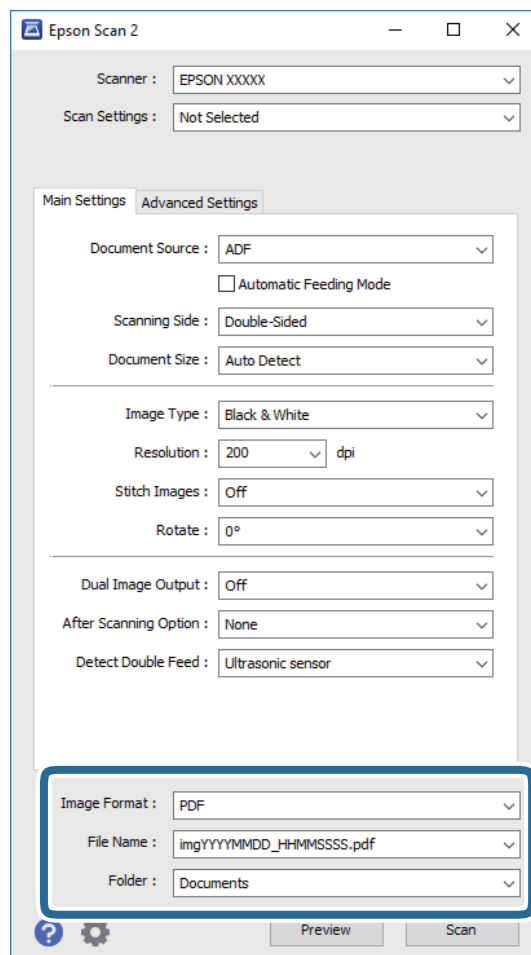 Epson Scan 2
Scanner : EPSON XXXXX
Scan Settings : Not Selected
Main Settings Advanced Settings
Document Source : ADF
Automatic Feeding Mode
Scanning Side : Double-Sided
Document Size : Auto Detect
Image Type : Black & White
Resolution : 200 dpi
Stitch Images : Off
Rotate : 0°
Dual Image Output : Off
After Scanning Option : None
Detect Double Feed : Ultrasonic sensor
Image Format : PDF
File Name : imgYYYYMMDD_HHMMSSSS.pdf
Folder : Documents
? Preview Scan